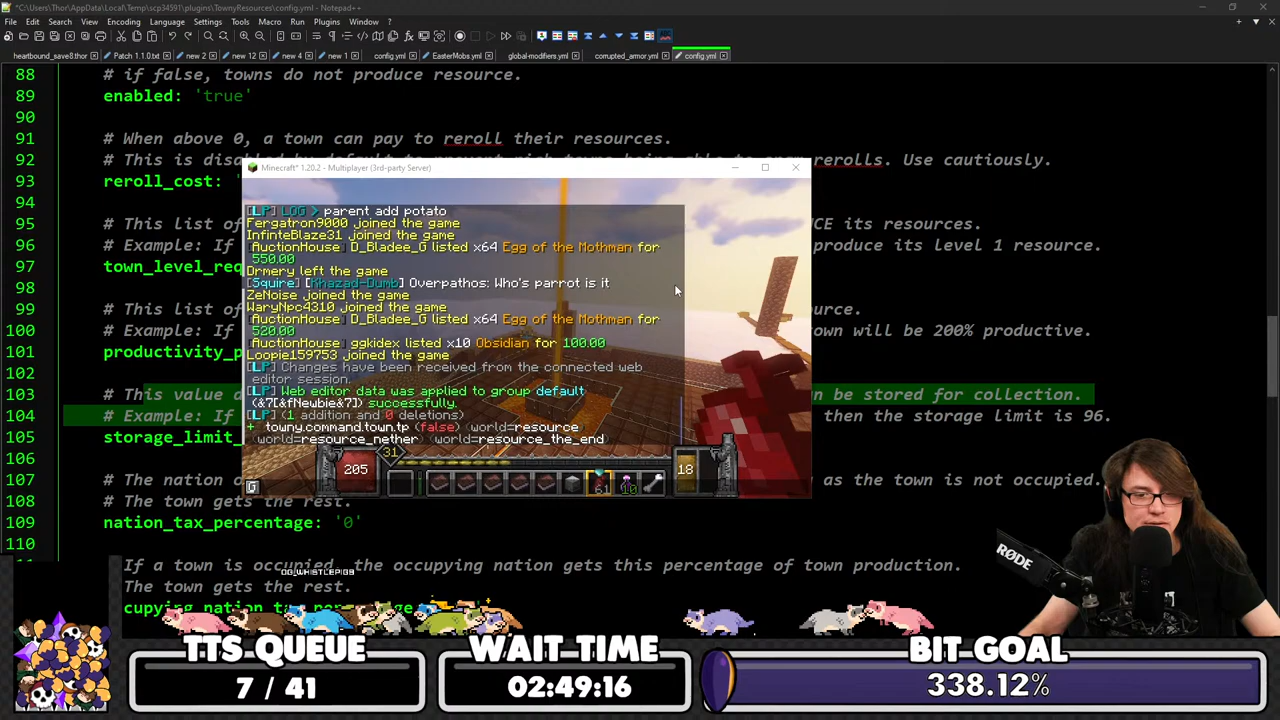 *C:\Users\Thor\AppData\Local\Temp\scp34591\plugins\TownyResources\config.yml - Notepad++
File Edit Search View Encoding Language Settings Tools Macro Run Plugins Window ?
heartbound_save8.thor Patch 1.1.0.txt new 2 new 12 new 4 new 1 config.yml EasterMobs.yml global-modifiers.yml corrupted_armor.yml config.yml
88 # if false, towns do not produce resource.
89 enabled: 'true'
90
91 # When above 0, a town can pay to reroll their resources.
92 # This is disab rerolls. Use cautiously.
93 reroll_cost: '
94
95 # This list of CE its resources.
96 # Example: If produce its level 1 resource.
97 town_level_req
98
99 # This list of rce.
100 # Example: If own will be 200% productive.
101 productivity_p
102
103 # This value d n be stored for collection.
104 # Example: If then the storage limit is 96.
105 storage_limit_
106
107 # The nation o as the town is not occupied.
108 # The town gets the rest.
109 nation_tax_percentage: '0'
110
If a town is occupied, the occupying nation gets this percentage of town production.
The town gets the rest.
Minecraft* 1.20.2 - Multiplayer (3rd-party Server)
[LP] LOG > parent add potato
Fergatron9000 joined the game
InfinteBlaze31 joined the game
[AuctionHouse] D_Bladee_G listed x64 Egg of the Mothman for
550.00
Drmery left the game
[Squire] [Khazad-Dumb] Overpathos: Who's parrot is it
ZeNoise joined the game
WaryNpc4310 joined the game
[AuctionHouse] D_Bladee_G listed x64 Egg of the Mothman for
520.00
[AuctionHouse] ggkidex listed x10 Obsidian for 100.00
Loopie159753 joined the game
[LP] Changes have been received from the connected web
editor session.
[LP] Web editor data was applied to group default
(&7[&fNewbie&7]) successfully.
[LP] (1 addition and 0 deletions)
+ towny.command.town.tp (false) (world=resource
(world=resource_nether) (world=resource_the_end)
31
205
18
61
10
RØDE
OG_WHISTLEPIGS
TTS QUEUE
7 / 41
WAIT TIME
02:49:16
BIT GOAL
338.12%